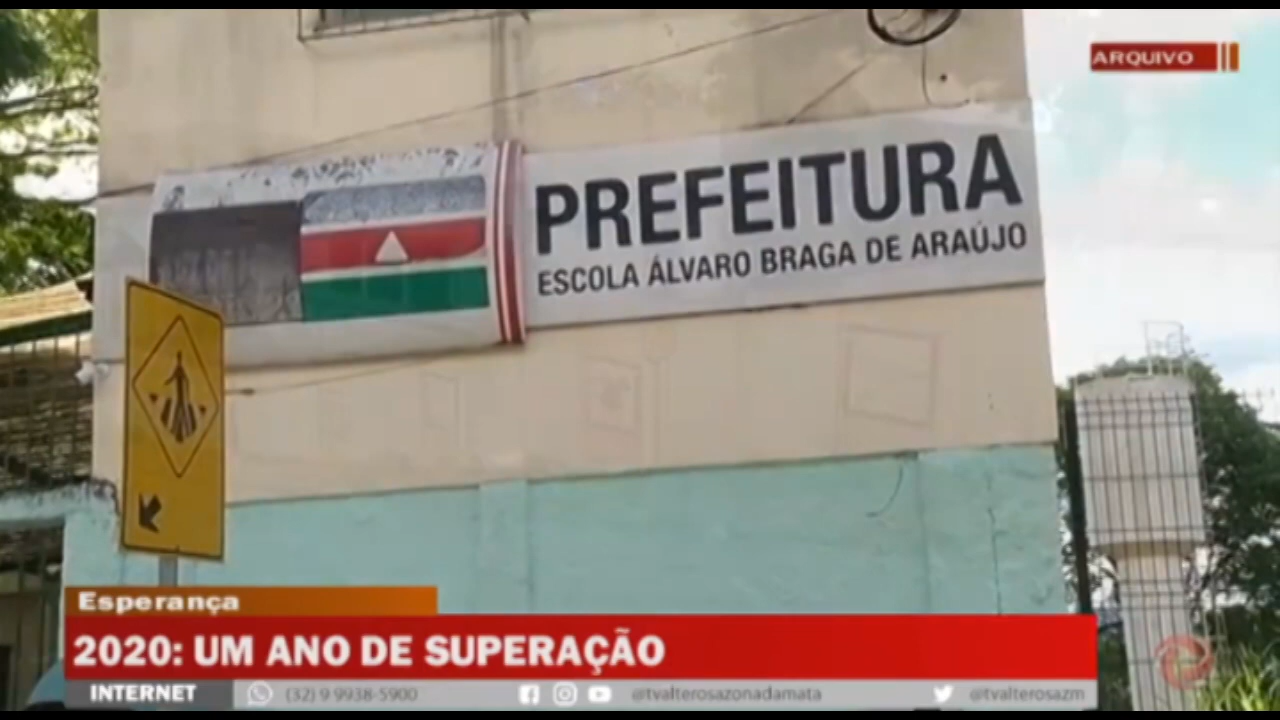 ARQUIVO
PREFEITURA
ESCOLA ÁLVARO BRAGA DE ARAÚJO
Esperança
2020: UM ANO DE SUPERAÇÃO
INTERNET (32) 9 9938-5900 @tvalterosazonadamata @tvalterosazm